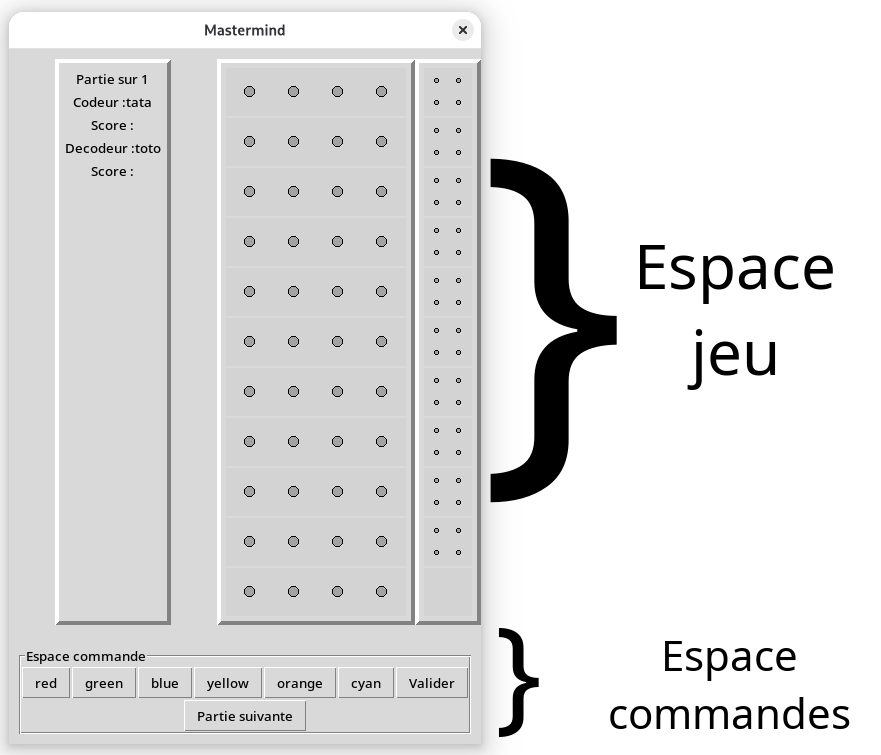 Mastermind
Partie sur 1
Codeur :tata
Score :
Decodeur :toto
Score :
Espace
jeu
Espace commande
red green blue yellow orange cyan Valider
Partie suivante
Espace
commandes